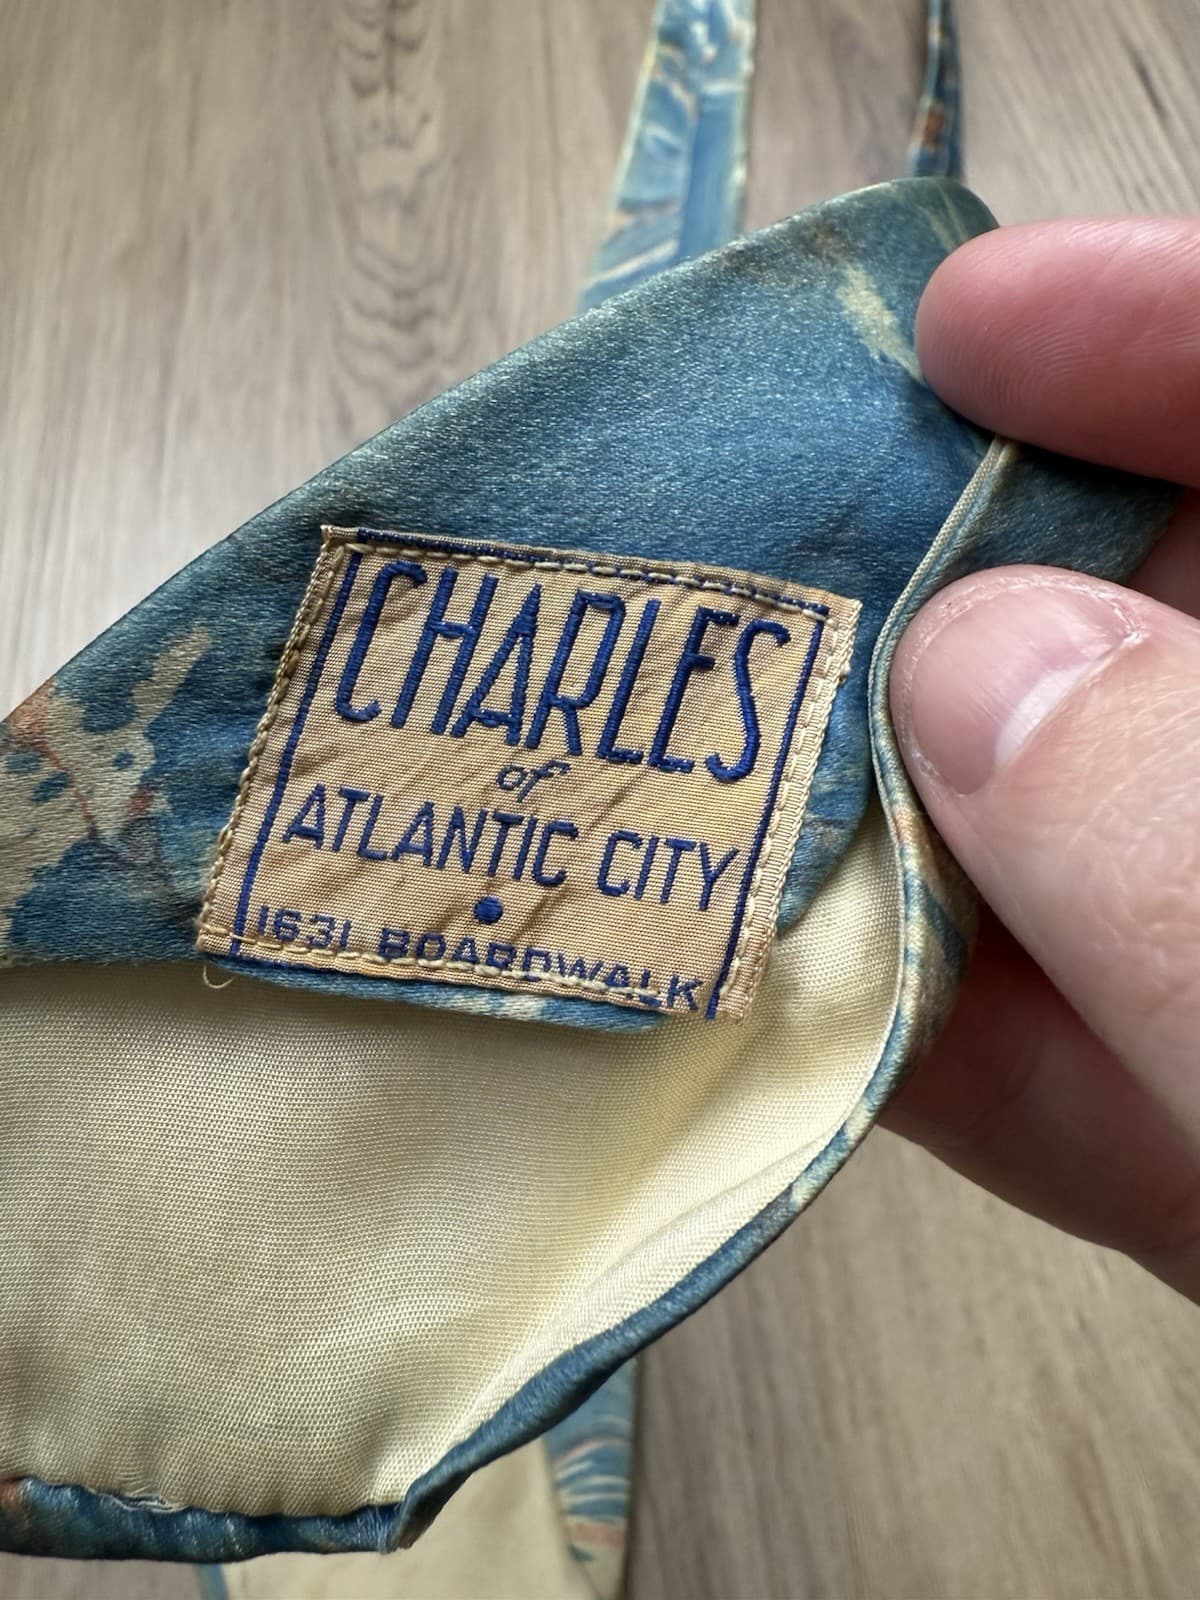 CHARLES
of
ATLANTIC CITY
1631 BOARDWALK